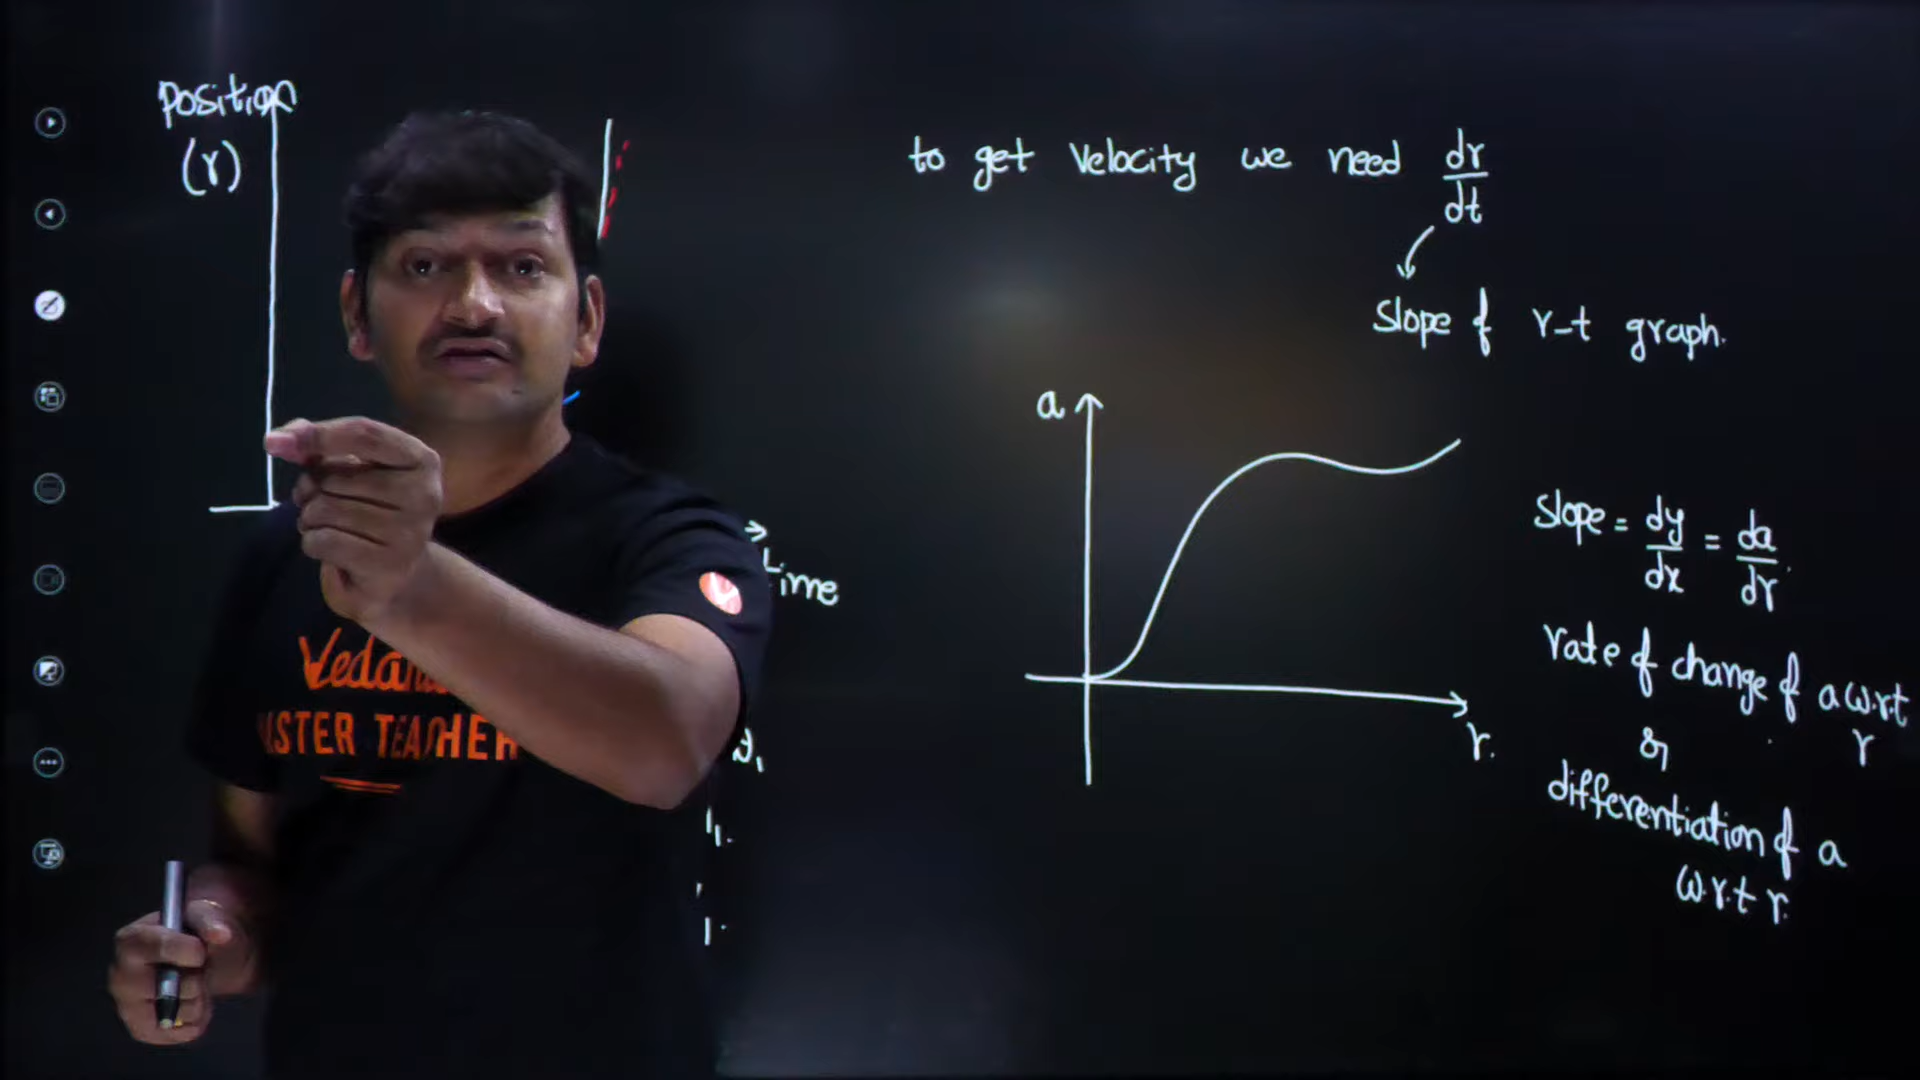 Position
(r)
time
to get velocity we need dr/dt
slope of r-t graph.
a
r.
slope = dy/dx = da/dr.
rate of change of a w.r.t
r
or
differentiation of a
w.r.t r.
MASTER TEACHER